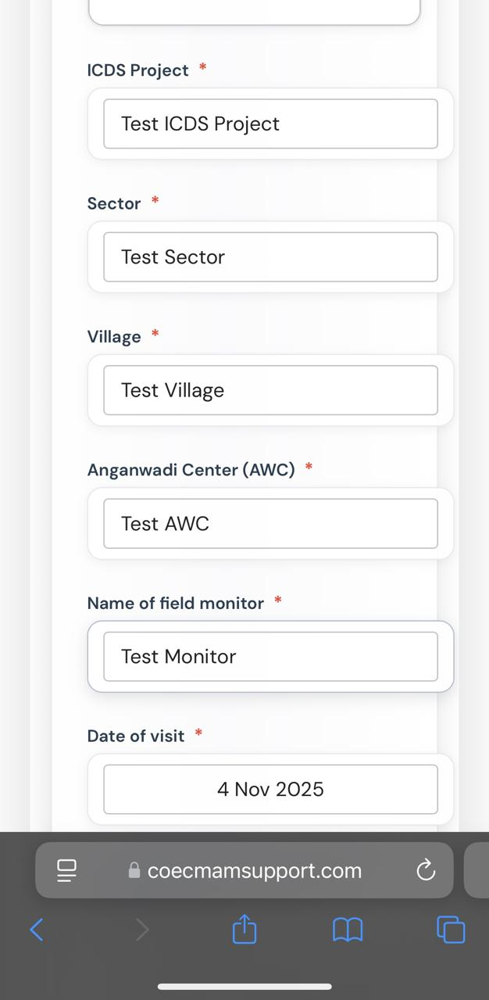 ICDS Project *
Test ICDS Project
Sector *
Test Sector
Village *
Test Village
Anganwadi Center (AWC) *
Test AWC
Name of field monitor *
Test Monitor
Date of visit *
4 Nov 2025
coecmamsupport.com